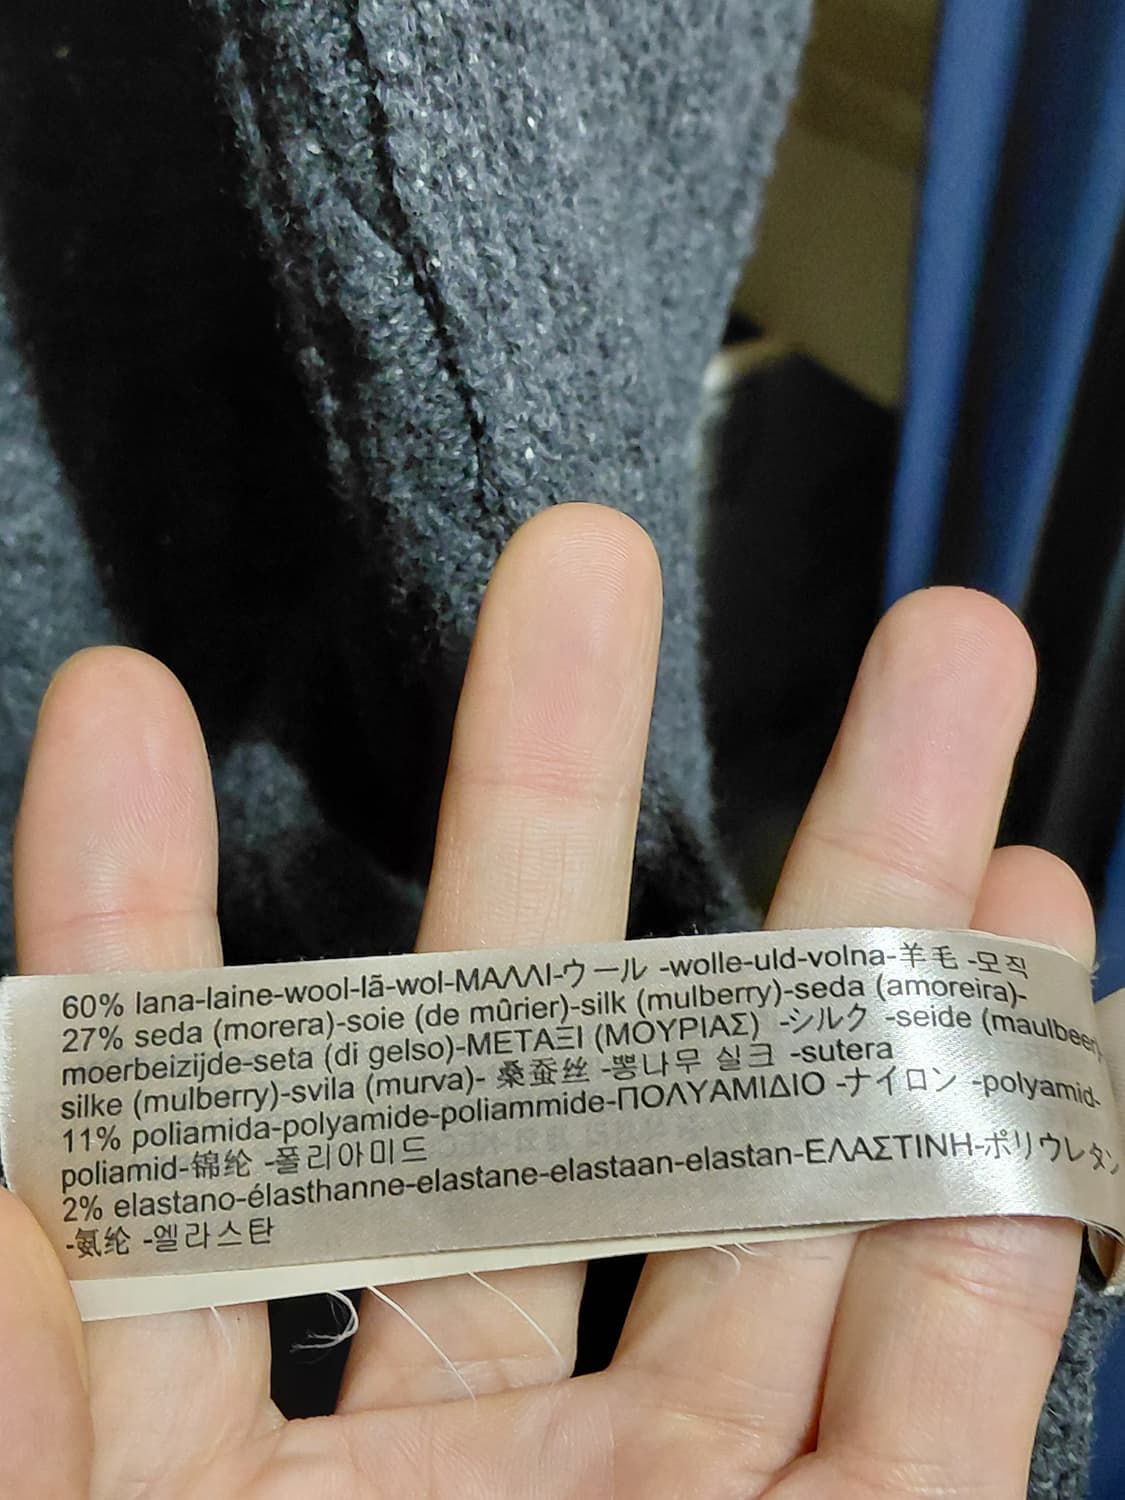 60% lana-laine-wool-lã-wol-ΜΑΛΛΙ-ウール -wolle-uld-volna-羊毛 -모직
27% seda (morera)-soie (de mûrier)-silk (mulberry)-seda (amoreira)-
moerbeizijde-seta (di gelso)-ΜΕΤΑΞΙ (ΜΟΥΡΙΑΣ) -シルク -seide (maulbeer)-
silke (mulberry)-svila (murva)- 桑蚕丝 -뽕나무 실크 -sutera
11% poliamida-polyamide-poliammide-ΠΟΛΥΑΜΙΔΙΟ -ナイロン -polyamid-
poliamid-锦纶 -폴리아미드
2% elastano-élasthanne-elastane-elastaan-elastan-ΕΛΑΣΤΙΝΗ-ポリウレタン
-氨纶 -엘라스탄